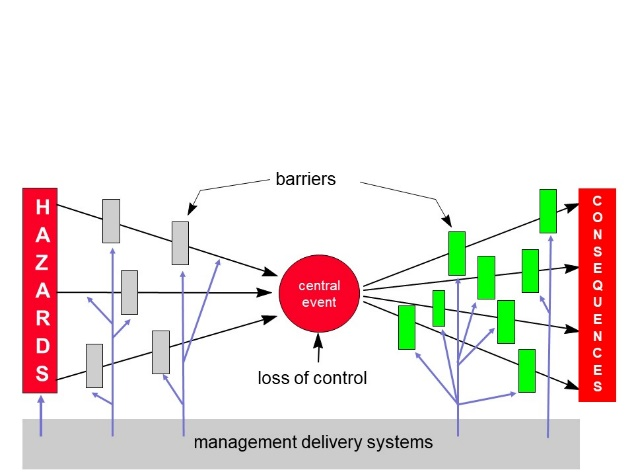 barriers
HAZARDS
central
event
CONSEQUENCES
loss of control
management delivery systems